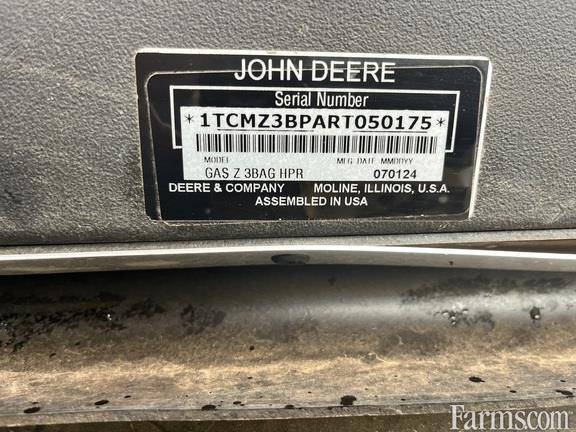 JOHN DEERE
Serial Number
*1TCMZ3BPART050175*
MODEL MFG DATE MMDDYY
GAS Z 3BAG HPR 070124
DEERE & COMPANY MOLINE, ILLINOIS, U.S.A.
ASSEMBLED IN USA
Farms.com